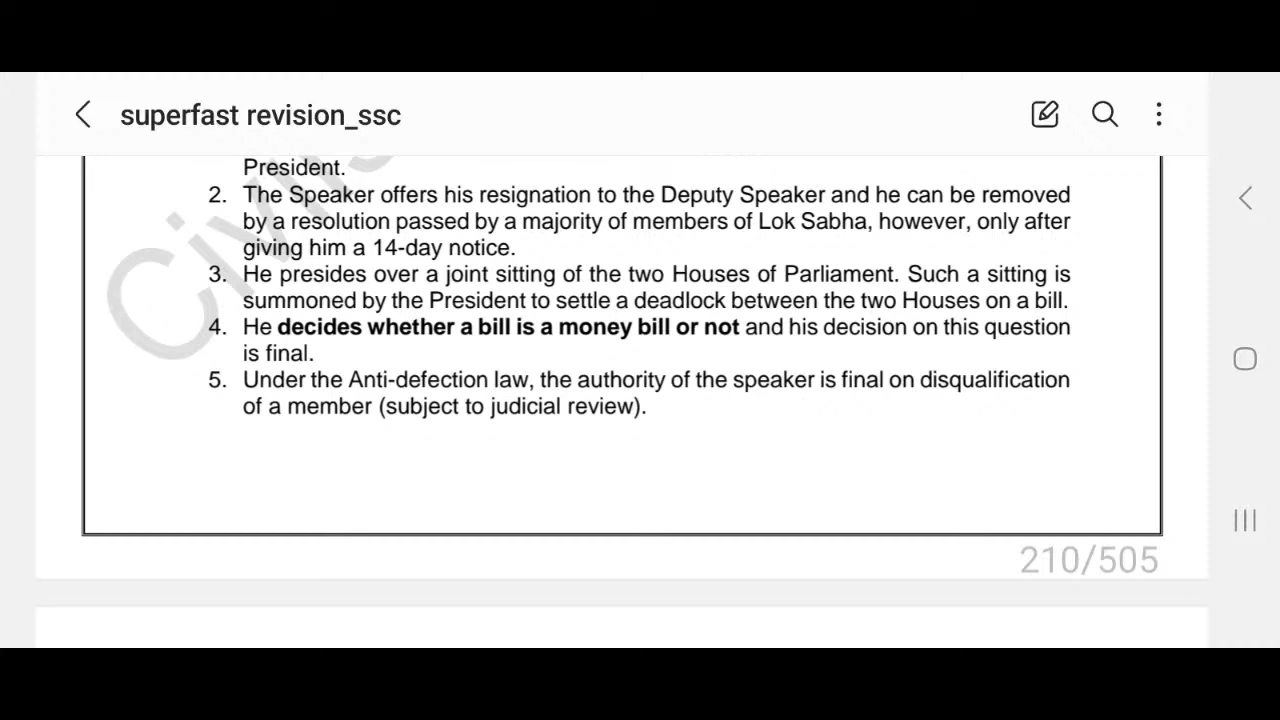 superfast revision_ssc
President.
2. The Speaker offers his resignation to the Deputy Speaker and he can be removed
by a resolution passed by a majority of members of Lok Sabha, however, only after
giving him a 14-day notice.
3. He presides over a joint sitting of the two Houses of Parliament. Such a sitting is
summoned by the President to settle a deadlock between the two Houses on a bill.
4. He decides whether a bill is a money bill or not and his decision on this question
is final.
5. Under the Anti-defection law, the authority of the speaker is final on disqualification
of a member (subject to judicial review).
210/505